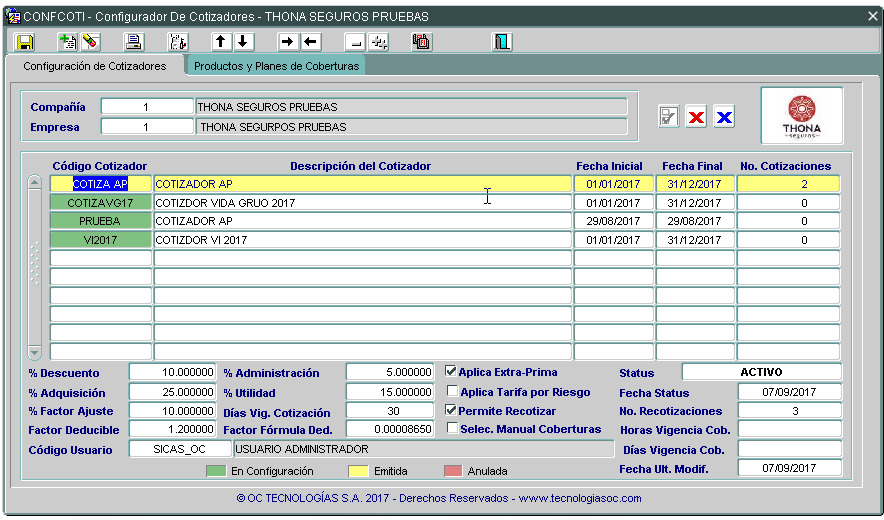 CONFCOTI - Configurador De Cotizadores - THONA SEGUROS PRUEBAS
Configuración de Cotizadores Productos y Planes de Coberturas
Compañía 1 THONA SEGUROS PRUEBAS
Empresa 1 THONA SEGURPOS PRUEBAS
THONA
seguros
Código Cotizador Descripción del Cotizador Fecha Inicial Fecha Final No. Cotizaciones
COTIZA AP COTIZADOR AP 01/01/2017 31/12/2017 2
COTIZAVG17 COTIZDOR VIDA GRUO 2017 01/01/2017 31/12/2017 0
PRUEBA COTIZADOR AP 29/08/2017 29/08/2017 0
VI2017 COTIZDOR VI 2017 01/01/2017 31/12/2017 0
% Descuento 10.000000 % Administración 5.000000 Aplica Extra-Prima Status ACTIVO
% Adquisición 25.000000 % Utilidad 15.000000 Aplica Tarifa por Riesgo Fecha Status 07/09/2017
% Factor Ajuste 10.000000 Días Vig. Cotización 30 Permite Recotizar No. Recotizaciones 3
Factor Deducible 1.200000 Factor Fórmula Ded. 0.00008650 Selec. Manual Coberturas Horas Vigencia Cob.
Código Usuario SICAS_OC USUARIO ADMINISTRADOR Días Vigencia Cob.
En Configuración Emitida Anulada Fecha Ult. Modif. 07/09/2017
© OC TECNOLOGÍAS S.A. 2017 - Derechos Reservados - www.tecnologiasoc.com